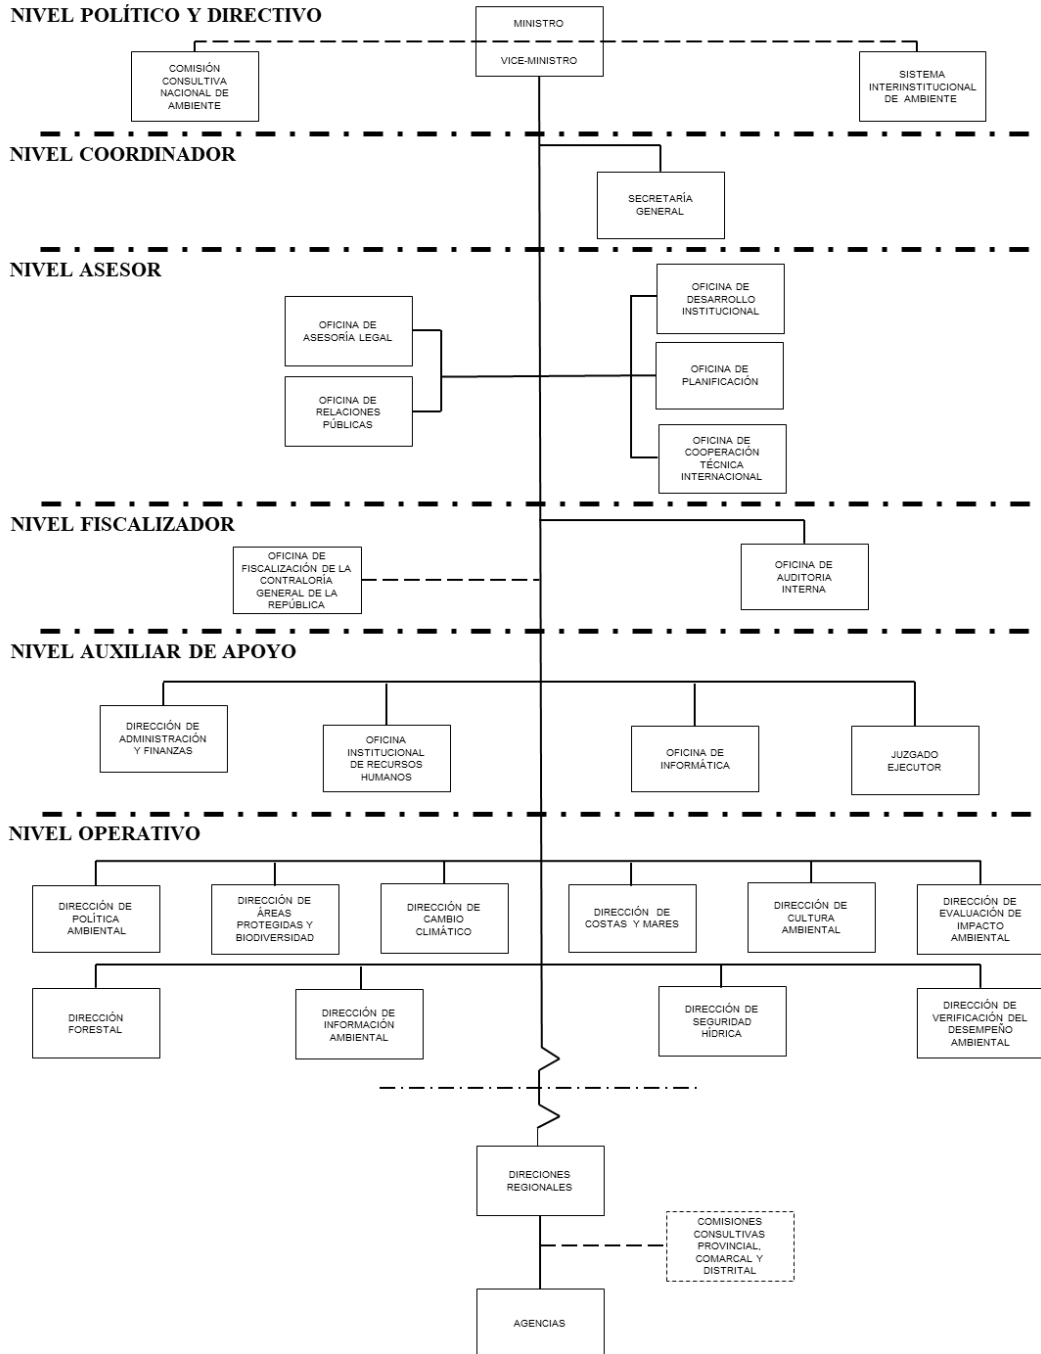 NIVEL POLÍTICO Y DIRECTIVO
MINISTRO
VICE-MINISTRO
COMISIÓN
CONSULTIVA
NACIONAL DE
AMBIENTE
SISTEMA
INTERINSTITUCIONAL
DE AMBIENTE
NIVEL COORDINADOR
SECRETARÍA
GENERAL
NIVEL ASESOR
OFICINA DE
ASESORÍA LEGAL
OFICINA DE
RELACIONES
PÚBLICAS
OFICINA DE
DESARROLLO
INSTITUCIONAL
OFICINA DE
PLANIFICACIÓN
OFICINA DE
COOPERACIÓN
TÉCNICA
INTERNACIONAL
NIVEL FISCALIZADOR
OFICINA DE
FISCALIZACIÓN DE LA
CONTRALORÍA
GENERAL DE LA
REPÚBLICA
OFICINA DE
AUDITORIA
INTERNA
NIVEL AUXILIAR DE APOYO
DIRECCIÓN DE
ADMINISTRACIÓN
Y FINANZAS
OFICINA
INSTITUCIONAL
DE RECURSOS
HUMANOS
OFICINA DE
INFORMÁTICA
JUZGADO
EJECUTOR
NIVEL OPERATIVO
DIRECCIÓN DE
POLÍTICA
AMBIENTAL
DIRECCIÓN DE
ÁREAS
PROTEGIDAS Y
BIODIVERSIDAD
DIRECCIÓN DE
CAMBIO
CLIMÁTICO
DIRECCIÓN DE
COSTAS Y MARES
DIRECCIÓN DE
CULTURA
AMBIENTAL
DIRECCIÓN DE
EVALUACIÓN DE
IMPACTO
AMBIENTAL
DIRECCIÓN
FORESTAL
DIRECCIÓN DE
INFORMACIÓN
AMBIENTAL
DIRECCIÓN DE
SEGURIDAD
HÍDRICA
DIRECCIÓN DE
VERIFICACIÓN DEL
DESEMPEÑO
AMBIENTAL
DIRECIONES
REGIONALES
COMISIONES
CONSULTIVAS
PROVINCIAL,
COMARCAL Y
DISTRITAL
AGENCIAS